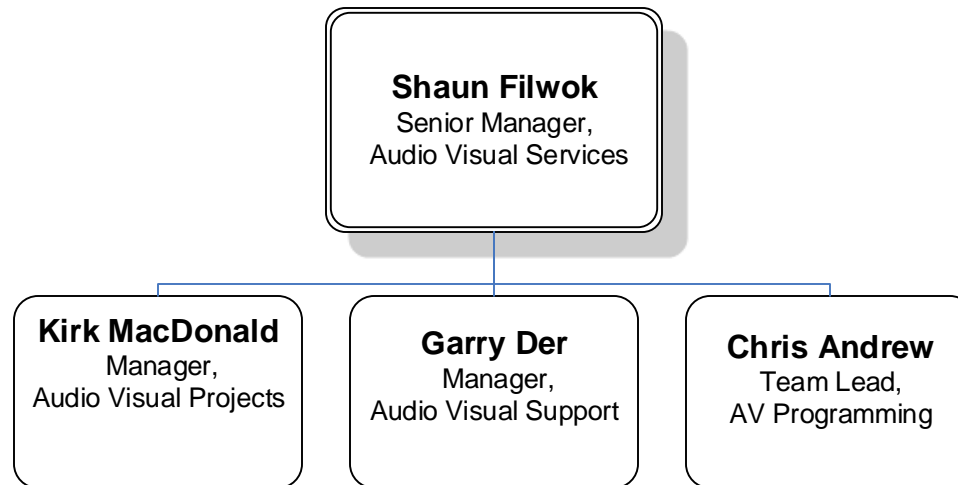 Shaun Filwok
Senior Manager,
Audio Visual Services
Kirk MacDonald
Manager,
Audio Visual Projects
Garry Der
Manager,
Audio Visual Support
Chris Andrew
Team Lead,
AV Programming